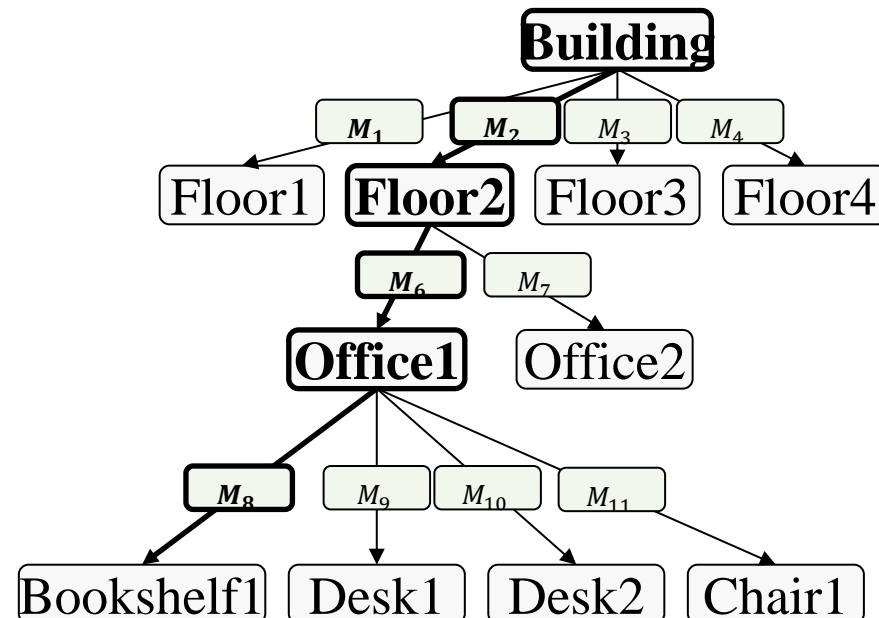 Building
M₁ M₂ M₃ M₄
Floor1 Floor2 Floor3 Floor4
M₆ M₇
Office1 Office2
M₈ M₉ M₁₀ M₁₁
Bookshelf1 Desk1 Desk2 Chair1